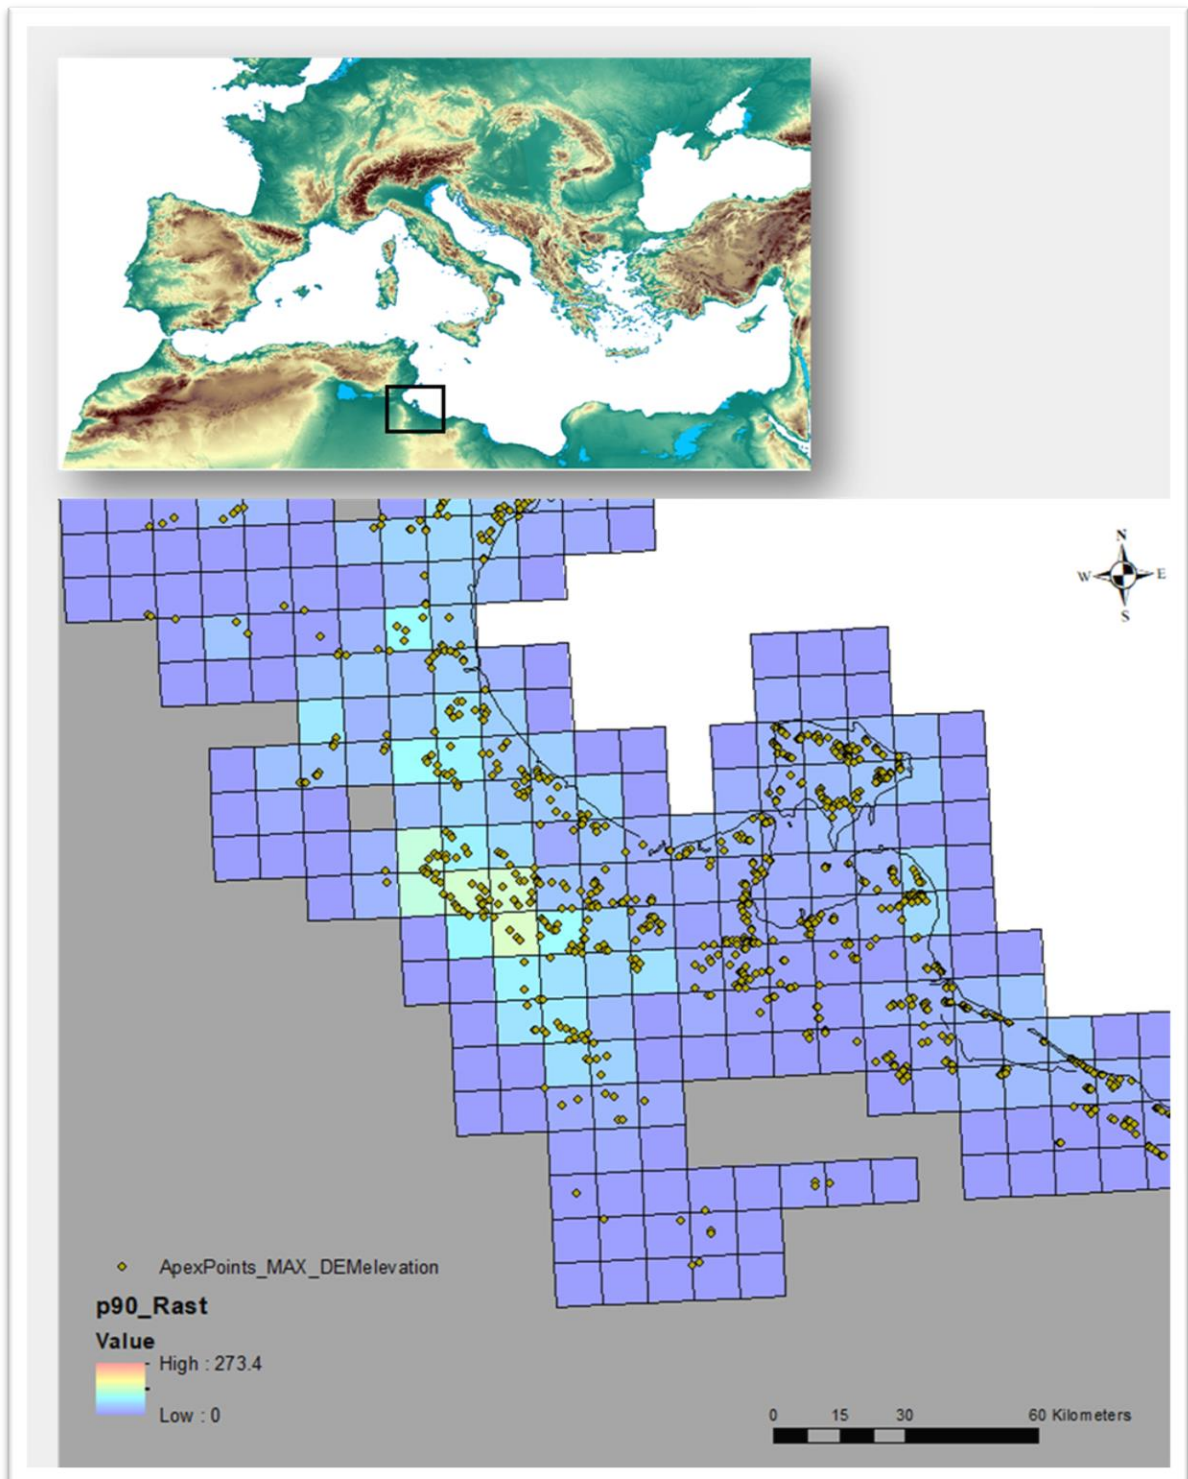 N
W E
S
ApexPoints_MAX_DEMelevation
p90_Rast
Value
High : 273.4
Low : 0
0 15 30 60 Kilometers